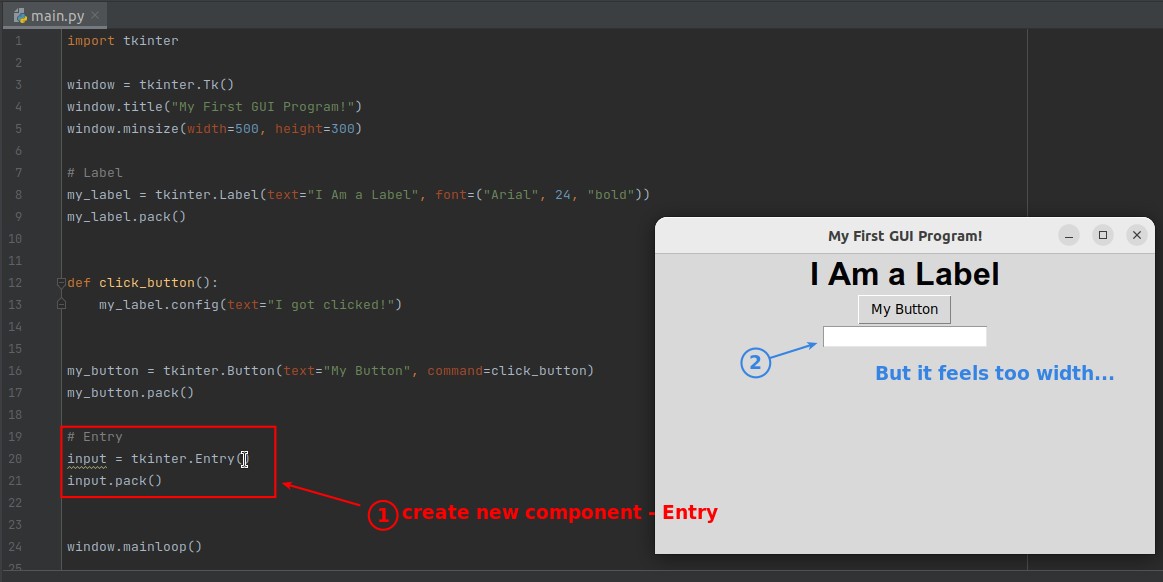 main.py
1 import tkinter
2
3 window = tkinter.Tk()
4 window.title("My First GUI Program!")
5 window.minsize(width=500, height=300)
6
7 # Label
8 my_label = tkinter.Label(text="I Am a Label", font=("Arial", 24, "bold"))
9 my_label.pack()
10
11
12 def click_button():
13 my_label.config(text="I got clicked!")
14
15
16 my_button = tkinter.Button(text="My Button", command=click_button)
17 my_button.pack()
18
19 # Entry
20 input = tkinter.Entry()
21 input.pack()
22
23
24 window.mainloop()
25
1 create new component - Entry
My First GUI Program!
I Am a Label
My Button
2
But it feels too width...